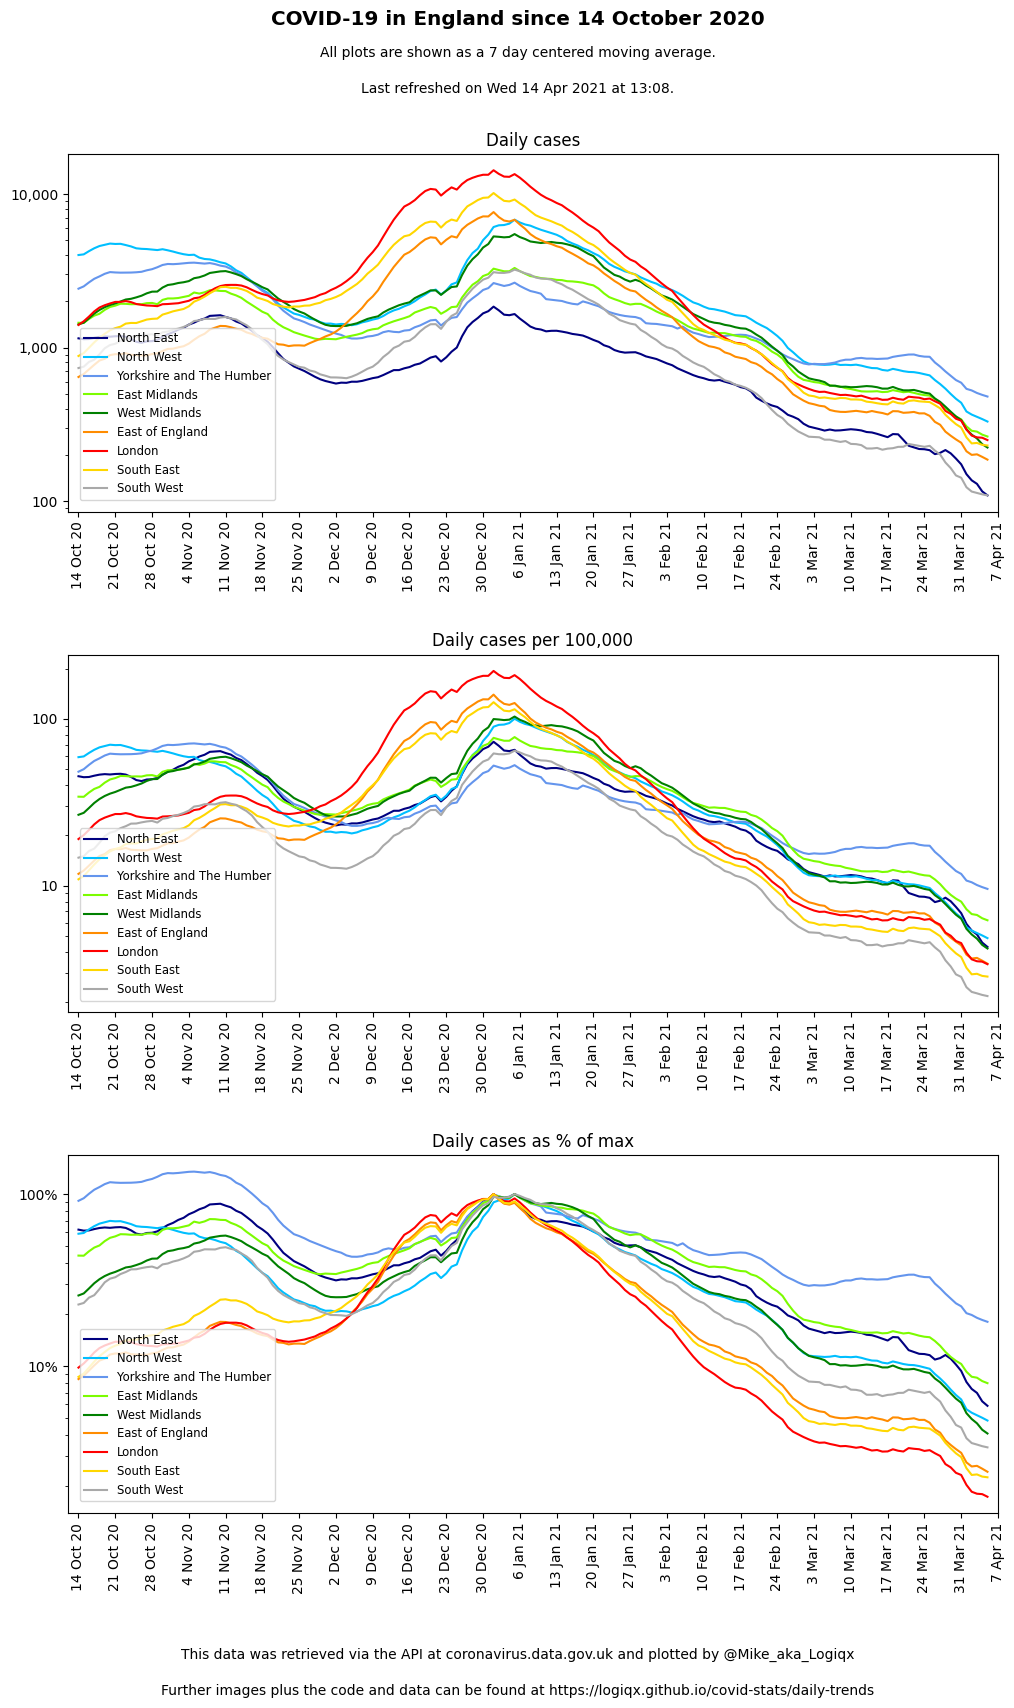 COVID-19 in England since 14 October 2020
All plots are shown as a 7 day centered moving average.
Last refreshed on Wed 14 Apr 2021 at 13:08.
Daily cases
10,000
1,000
100
North East
North West
Yorkshire and The Humber
East Midlands
West Midlands
East of England
London
South East
South West
14 Oct 20
21 Oct 20
28 Oct 20
4 Nov 20
11 Nov 20
18 Nov 20
25 Nov 20
2 Dec 20
9 Dec 20
16 Dec 20
23 Dec 20
30 Dec 20
6 Jan 21
13 Jan 21
20 Jan 21
27 Jan 21
3 Feb 21
10 Feb 21
17 Feb 21
24 Feb 21
3 Mar 21
10 Mar 21
17 Mar 21
24 Mar 21
31 Mar 21
7 Apr 21
Daily cases per 100,000
100
10
North East
North West
Yorkshire and The Humber
East Midlands
West Midlands
East of England
London
South East
South West
14 Oct 20
21 Oct 20
28 Oct 20
4 Nov 20
11 Nov 20
18 Nov 20
25 Nov 20
2 Dec 20
9 Dec 20
16 Dec 20
23 Dec 20
30 Dec 20
6 Jan 21
13 Jan 21
20 Jan 21
27 Jan 21
3 Feb 21
10 Feb 21
17 Feb 21
24 Feb 21
3 Mar 21
10 Mar 21
17 Mar 21
24 Mar 21
31 Mar 21
7 Apr 21
Daily cases as % of max
100%
10%
North East
North West
Yorkshire and The Humber
East Midlands
West Midlands
East of England
London
South East
South West
14 Oct 20
21 Oct 20
28 Oct 20
4 Nov 20
11 Nov 20
18 Nov 20
25 Nov 20
2 Dec 20
9 Dec 20
16 Dec 20
23 Dec 20
30 Dec 20
6 Jan 21
13 Jan 21
20 Jan 21
27 Jan 21
3 Feb 21
10 Feb 21
17 Feb 21
24 Feb 21
3 Mar 21
10 Mar 21
17 Mar 21
24 Mar 21
31 Mar 21
7 Apr 21
This data was retrieved via the API at coronavirus.data.gov.uk and plotted by @Mike_aka_Logiqx
Further images plus the code and data can be found at https://logiqx.github.io/covid-stats/daily-trends